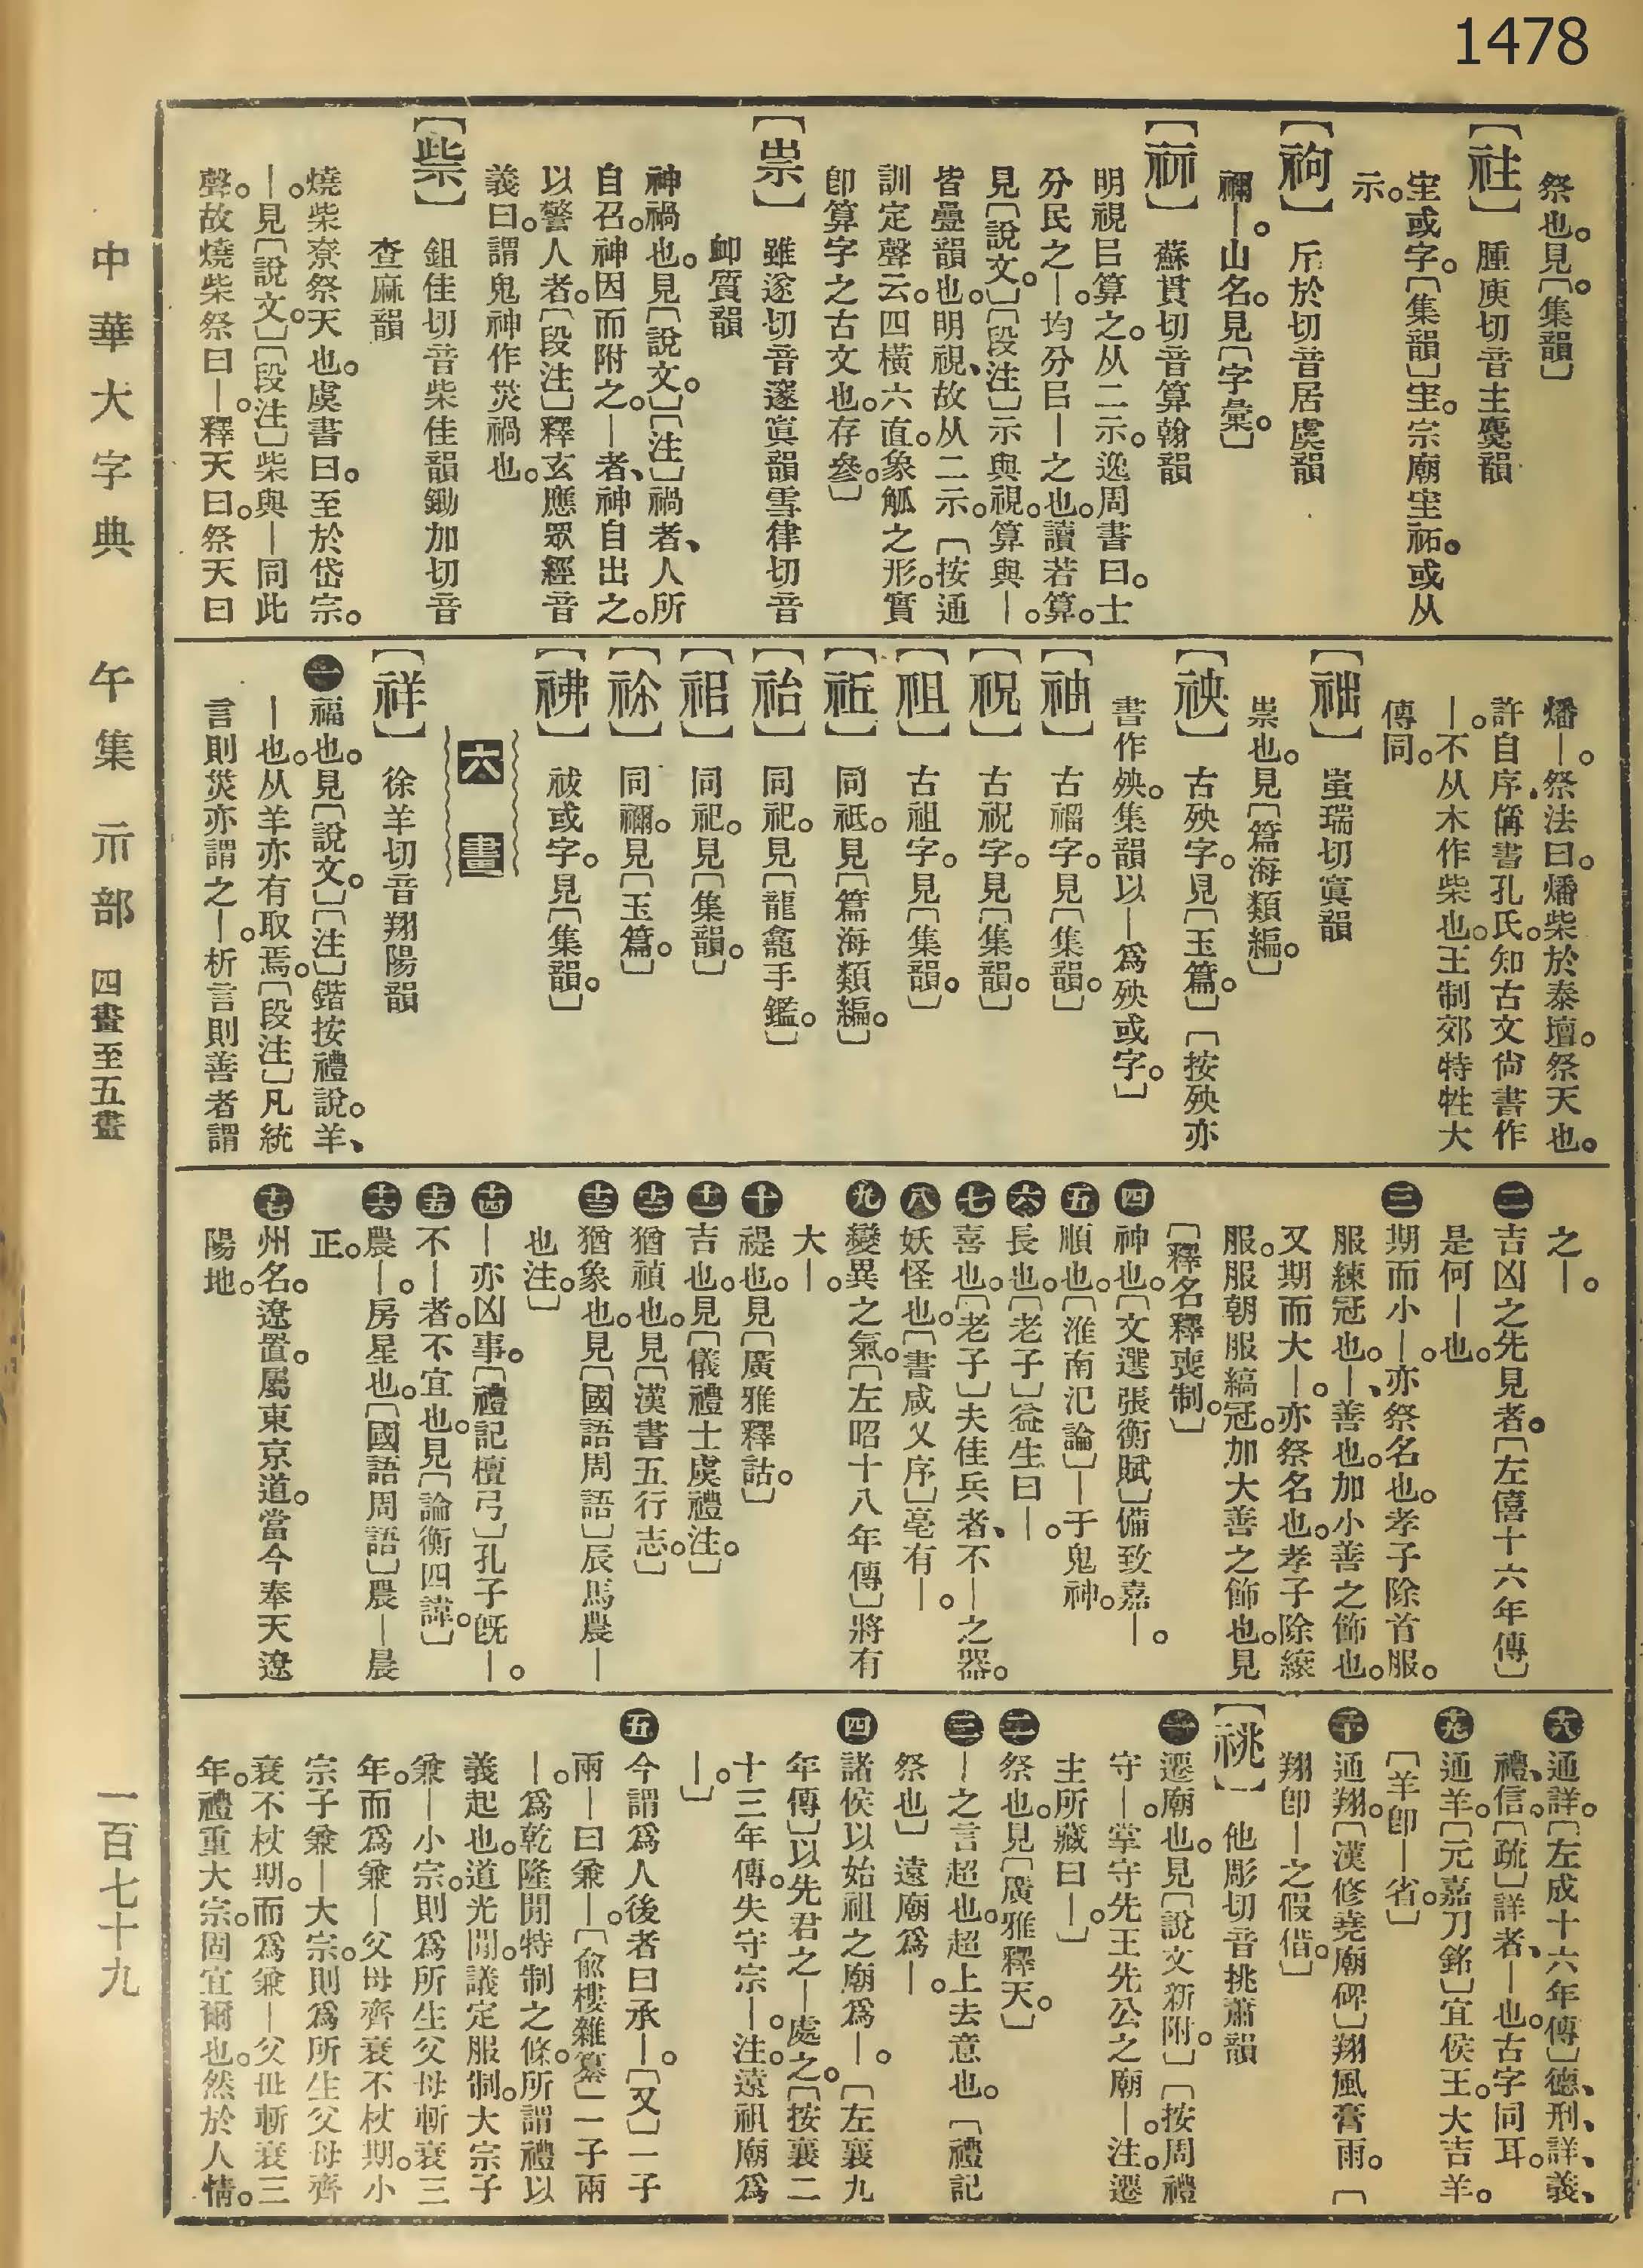 1478
祭也。見〔集韻〕。
〔祩〕腫庾切音主麌韻
宔或字。〔集韻〕宔。宗廟宔祏。或从
示。
〔袧〕斤於切音居虞韻
禰｜。山名。見〔字彙〕。
〔祘〕蘇貫切音算翰韻
明視㠯算之。从二示。逸周書曰。士
分民之｜。均分㠯｜之也。讀若算。
見〔說文〕。〔段注〕示與視。算與｜。
皆疊韻也。明視、故从二示。〔按通
訓定聲云。四橫六直。象觚之形。實
卽算字之古文也。存參。〕
〔祟〕雖遂切音邃寘韻雪律切音
卹質韻
神禍也。見〔說文〕。〔注〕禍者、人所
自召。神因而附之。｜者、神自出之。
以警人者。〔段注〕釋玄應眾經音
義曰。謂鬼神作災禍也。
〔祡〕鉏佳切音柴佳韻鋤加切音
查麻韻
燒柴寮祭天也。虞書曰。至於岱宗。
｜。見〔說文〕。〔段注〕柴與｜同此
聲。故燒柴祭曰｜。釋天曰。祭天曰
燔｜。祭法曰。燔柴於泰壇。祭天也。
許自序。偁書孔氏。知古文尙書作
｜。不从木作柴也。王制郊特牲大
傳同。
〔䄌〕蚩瑞切寘韻
祟也。見〔篇海類編〕。
〔祑〕古殃字。見〔玉篇〕。〔按殃亦
書作殎。集韻以｜爲殃或字。〕
〔䄂〕古褶字。見〔集韻〕。
〔祝〕古祝字。見〔集韻〕。
〔祖〕古祖字。見〔集韻〕。
〔䄊〕同祗。見〔篇海類編〕。
〔䄎〕同祀。見〔龍龕手鑑〕。
〔䄋〕同祀。見〔集韻〕。
〔祢〕同禰。見〔玉篇〕。
〔祓〕祓或字。見〔集韻〕。
六畫
〔祥〕徐羊切音翔陽韻
㊀福也。見〔說文〕。〔注〕鍇按禮說。羊、
｜也。从羊亦有取焉。〔段注〕凡統
言則災亦謂之｜。析言則善者謂
之｜。
㊁吉凶之先見者。〔左僖十六年傳〕
是何｜也。
㊂期而小｜。亦祭名也。孝子除首服。
服練冠也。｜、善也。加小善之飾也。
又期而大｜。亦祭名也。孝子除縗
服。服朝服縞冠。加大善之飾也。見
〔釋名釋喪制〕。
㊃神也。〔文選張衡賦〕備致嘉｜。
㊄順也。〔淮南氾論〕｜于鬼神。
㊅長也。〔老子〕益生曰｜。
㊆喜也。〔老子〕夫佳兵者、不｜之器。
㊇妖怪也。〔書咸乂序〕亳有｜。
㊈變異之氣。〔左昭十八年傳〕將有
大｜。
㊉禔也。見〔廣雅釋詁〕。
十一吉也。見〔儀禮士虞禮注〕。
十二猶禎也。見〔漢書五行志〕。
十三猶象也。見〔國語周語〕辰馬農｜
也注。〕
十四｜亦凶事。〔禮記檀弓〕孔子旣｜。
十五不｜者。不宜也。見〔論衡四諱〕。
十六農｜。房星也。〔國語周語〕農｜晨
正。
十七州名。遼置。屬東京道。當今奉天遼
陽地。
十八通詳。〔左成十六年傳〕德、刑、詳、義、
禮、信。〔疏〕詳者、｜也。古字同耳。
十九通羊。〔元嘉刀銘〕宜侯王。大吉羊。
〔羊卽｜省。〕
二十通翔。〔漢修堯廟碑〕翔風膏雨。〔
翔卽｜之假借。〕
〔祧〕他彫切音挑蕭韻
㊀遷廟也。見〔說文新附〕。〔按周禮
守｜。掌守先王先公之廟｜。注。遷
主所藏曰｜。〕
㊁祭也。見〔廣雅釋天〕。
㊂｜之言超也。超上去意也。〔禮記
祭也〕遠廟爲｜。
㊃諸侯以始祖之廟爲｜。〔左襄九
年傳〕以先君之｜處之。〔按襄二
十三年傳。失守宗｜。注。遠祖廟爲
｜。〕
㊄今謂爲人後者曰承｜。〔又〕一子
兩｜曰兼｜。〔兪樓雜纂〕一子兩
｜。爲乾隆閒特制之條。所謂禮以
義起也。道光閒。議定服制。大宗子
兼｜小宗。則爲所生父母斬衰三
年。而爲兼｜父母齊衰不杖期。小
宗子兼｜大宗。則爲所生父母齊
衰不杖期。而爲兼｜父母斬衰三
年。禮重大宗。固宜爾也。然於人情。
中華大字典　午集　示部　四畫至五畫
一百七十九